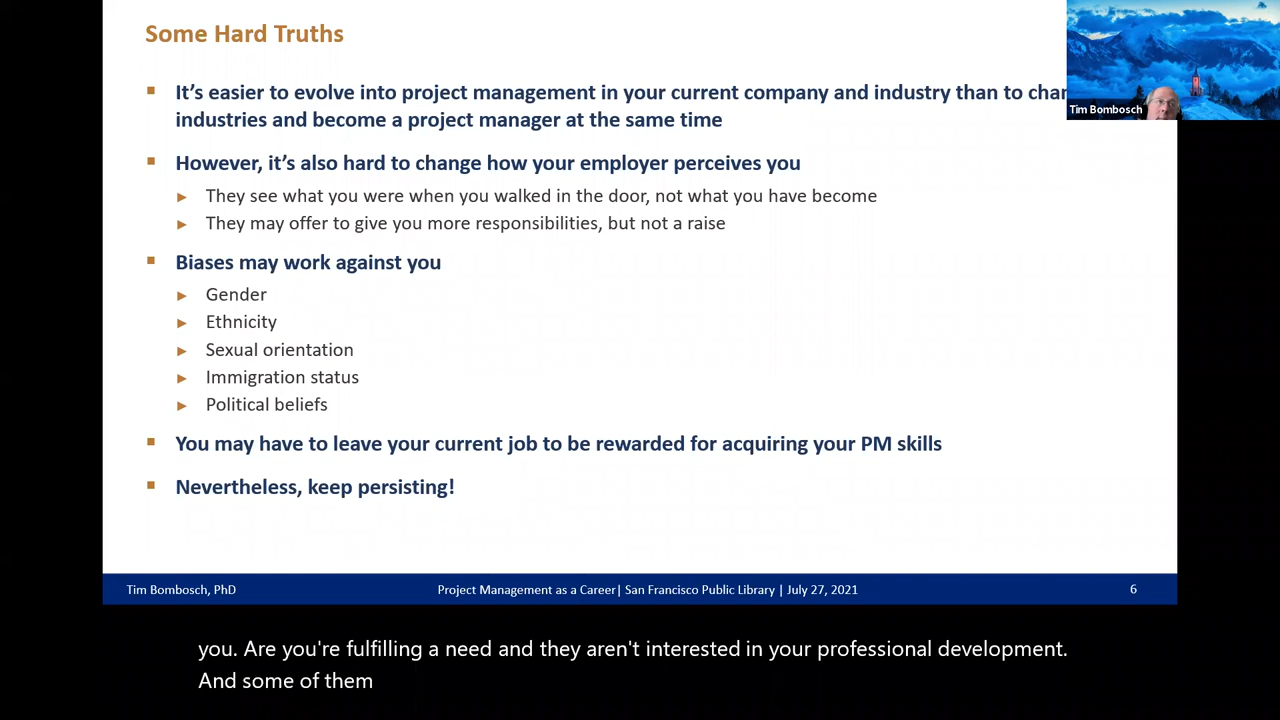 Some Hard Truths
It's easier to evolve into project management in your current company and industry than to
industries and become a project manager at the same time
However, it's also hard to change how your employer perceives you
They see what you were when you walked in the door, not what you have become
They may offer to give you more responsibilities, but not a raise
Biases may work against you
Gender
Ethnicity
Sexual orientation
Immigration status
Political beliefs
You may have to leave your current job to be rewarded for acquiring your PM skills
Nevertheless, keep persisting!
Tim Bombosch
Tim Bombosch, PhD
Project Management as a Career| San Francisco Public Library | July 27, 2021
6
you. Are you're fulfilling a need and they aren't interested in your professional development.
And some of them